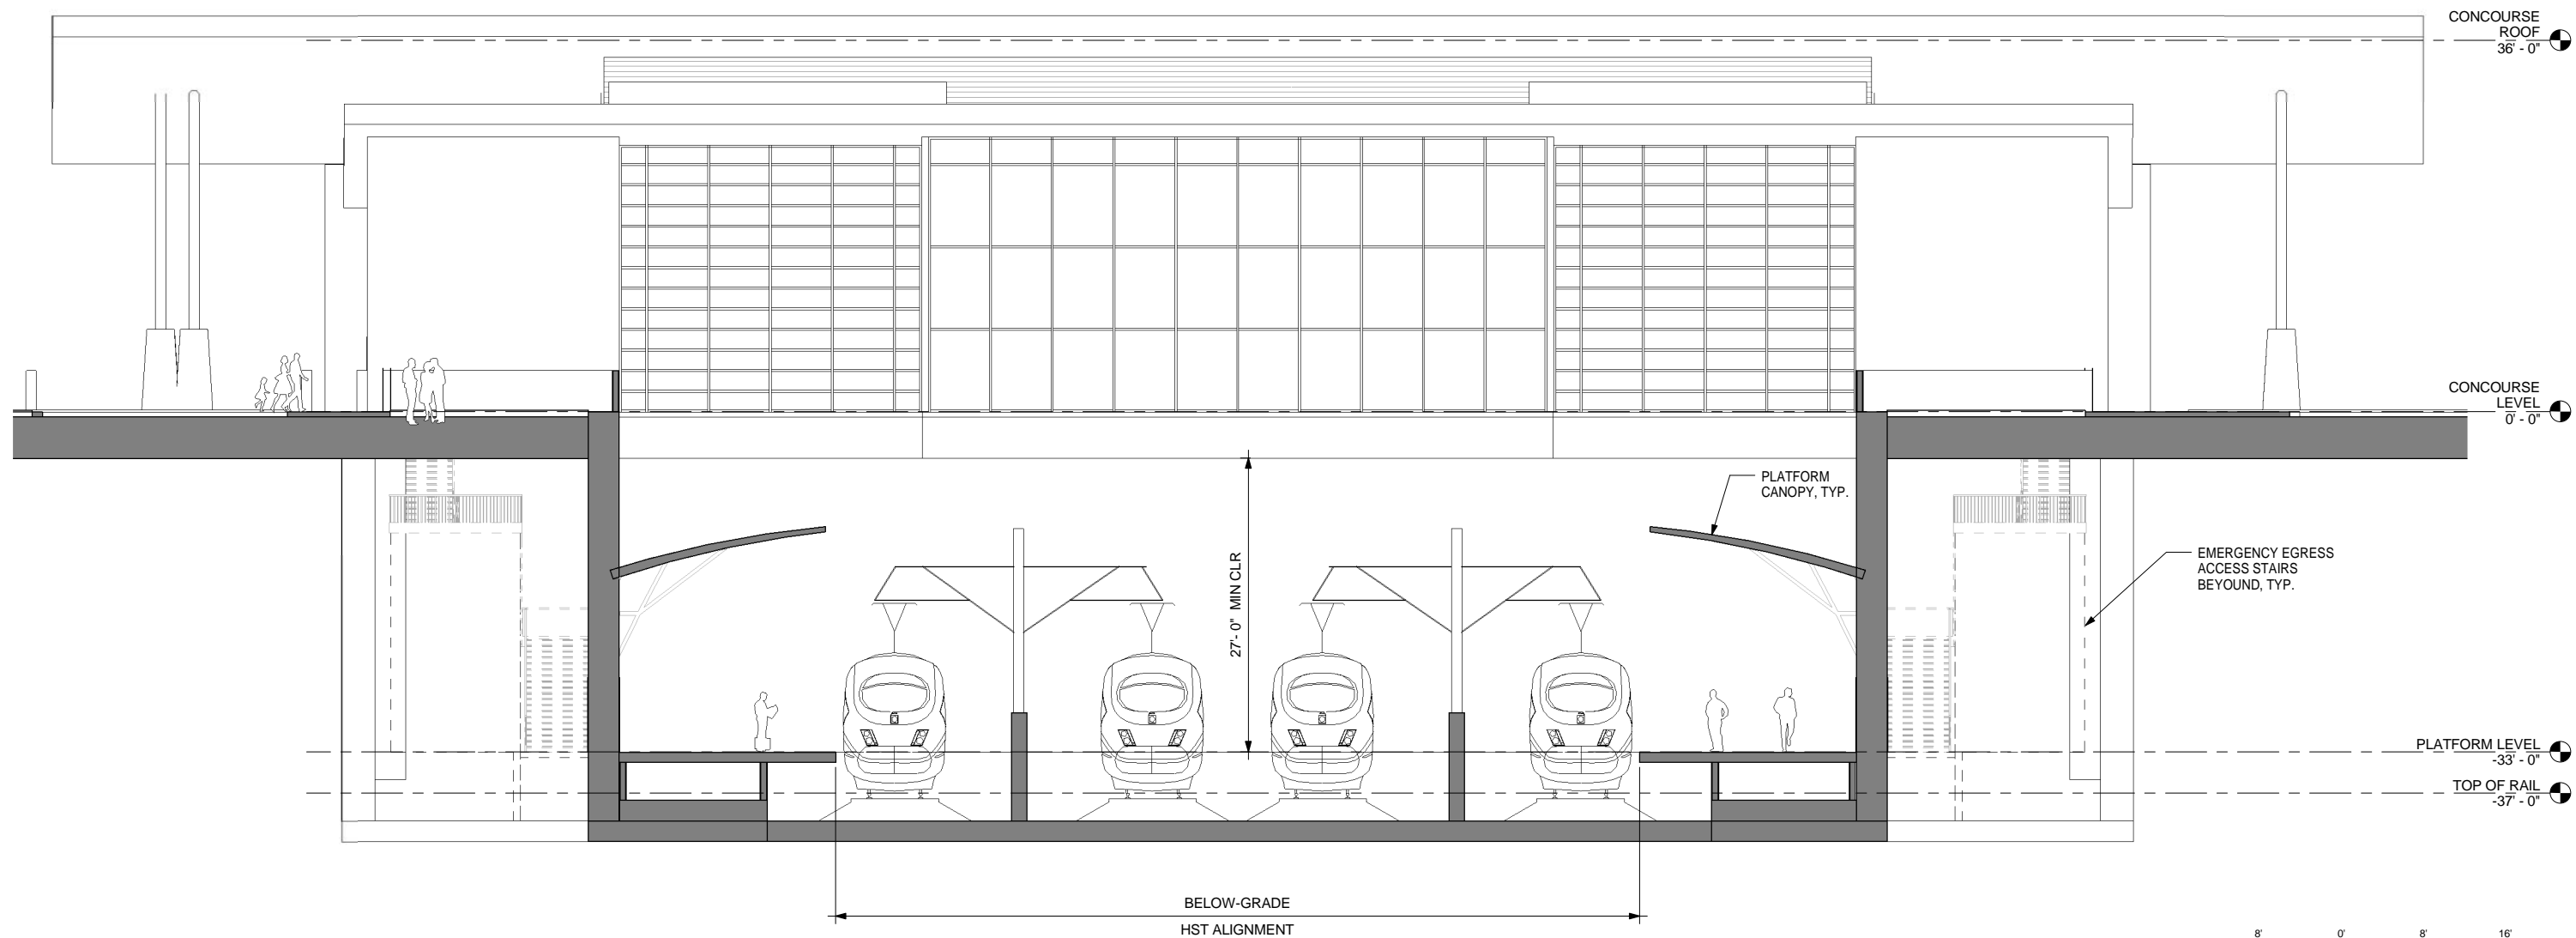 CONCOURSE
ROOF
36' - 0"
CONCOURSE
LEVEL
0' - 0"
PLATFORM
CANOPY, TYP.
27'- 0" MIN CLR
EMERGENCY EGRESS
ACCESS STAIRS
BEYOUND, TYP.
PLATFORM LEVEL
-33' - 0"
TOP OF RAIL
-37' - 0"
BELOW-GRADE
HST ALIGNMENT
8' 0' 8' 16'